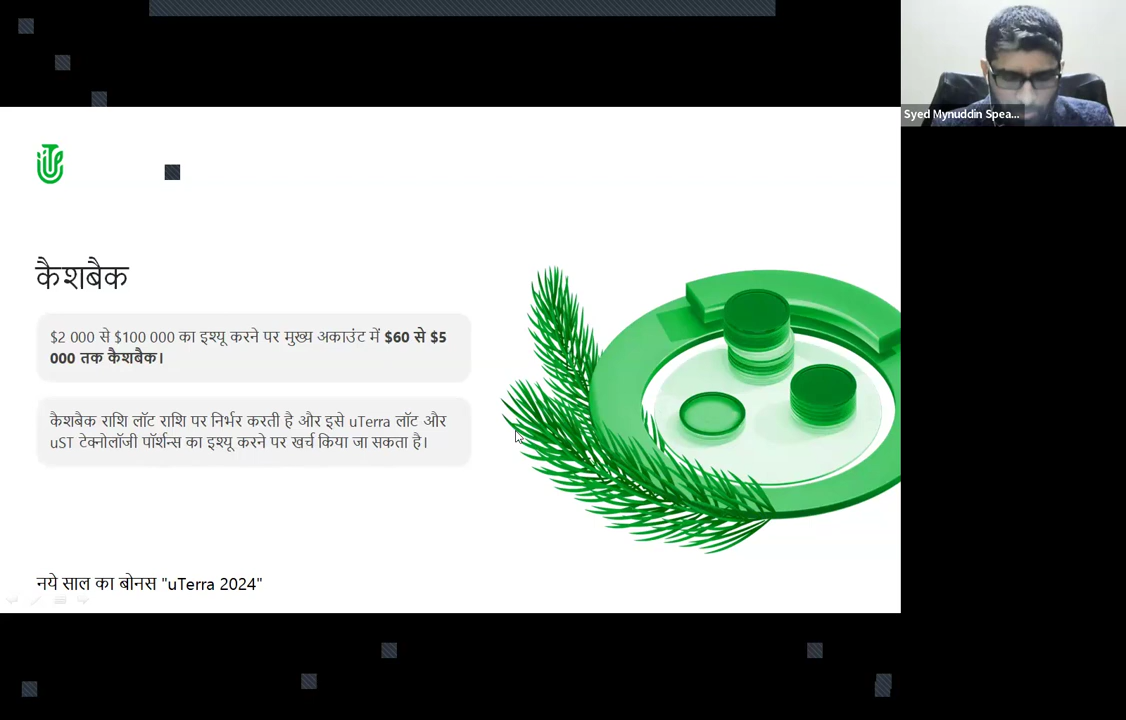 Syed Mynuddin Spea...
कैशबैक
$2 000 से $100 000 का इश्यू करने पर मुख्य अकाउंट में $60 से $5
000 तक कैशबैक।
कैशबैक राशि लॉट राशि पर निर्भर करती है और इसे uTerra लॉट और
uST टेक्नोलॉजी पॉर्शन्स का इश्यू करने पर खर्च किया जा सकता है।
नये साल का बोनस "uTerra 2024"